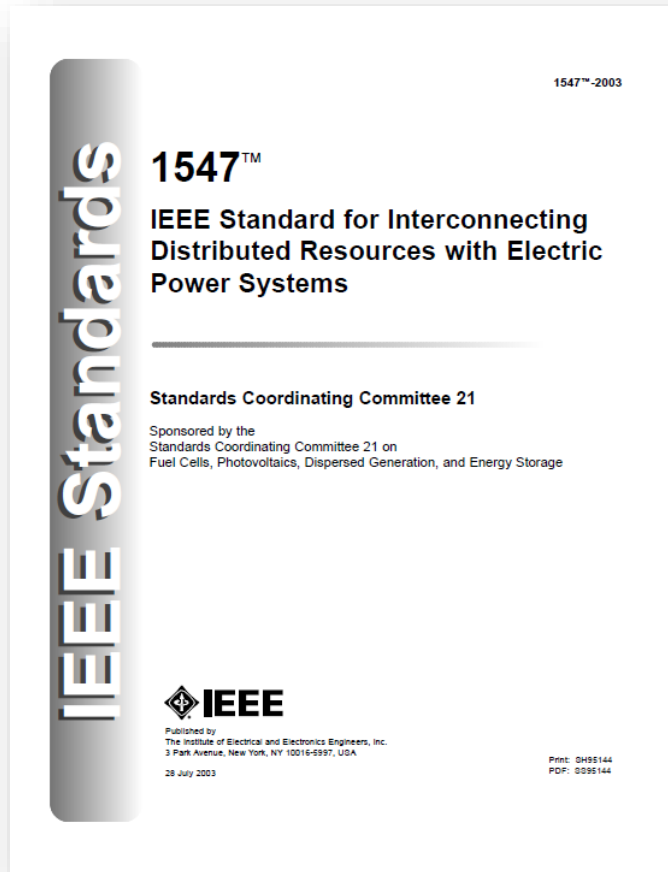 1547™-2003
IEEE Standards
1547™
IEEE Standard for Interconnecting
Distributed Resources with Electric
Power Systems
Standards Coordinating Committee 21
Sponsored by the
Standards Coordinating Committee 21 on
Fuel Cells, Photovoltaics, Dispersed Generation, and Energy Storage
IEEE
Published by
The Institute of Electrical and Electronics Engineers, Inc.
3 Park Avenue, New York, NY 10016-5997, USA
28 July 2003
Print: SH95144
PDF: SS95144